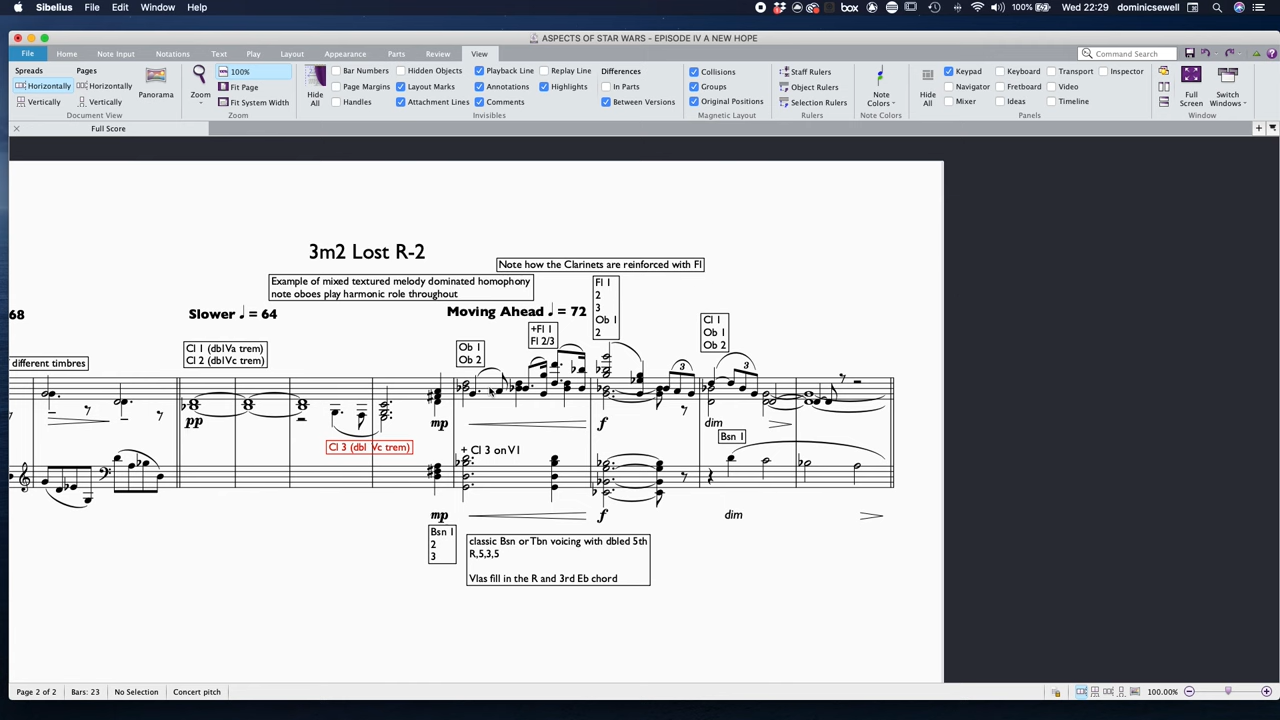 Sibelius File Edit Window Help
box 100% Wed 22:29 dominicsewell
ASPECTS OF STAR WARS - EPISODE IV A NEW HOPE
File Home Note Input Notations Text Play Layout Appearance Parts Review View Command Search
Spreads Pages 100% Bar Numbers Hidden Objects Playback Line Replay Line Differences Collisions Staff Rulers Keypad Keyboard Transport Inspector
Horizontally Horizontally Fit Page Page Margins Layout Marks Annotations Highlights In Parts Groups Object Rulers Navigator Fretboard Video
Vertically Vertically Panorama Zoom Fit System Width Hide All Handles Attachment Lines Comments Between Versions Original Positions Selection Rulers Note Colors Hide All Mixer Ideas Timeline Full Screen Switch Windows
Document View Zoom Invisibles Magnetic Layout Rulers Note Colors Panels Window
Full Score
3m2 Lost R-2
Note how the Clarinets are reinforced with Fl
Example of mixed textured melody dominated homophony
note oboes play harmonic role throughout
68
Slower = 64
Moving Ahead = 72
Fl 1
2
3
Ob 1
2
different timbres
Cl 1 (dblVa trem)
Cl 2 (dblVc trem)
Ob 1
Ob 2
+Fl 1
Fl 2/3
Cl 1
Ob 1
Ob 2
3
3
3
pp
mp
f
dim
Cl 3 (dbl Vc trem)
+ Cl 3 on V1
Bsn 1
mp
f
dim
Bsn 1
2
3
classic Bsn or Tbn voicing with dbled 5th
R,5,3,5
Vlas fill in the R and 3rd Eb chord
Page 2 of 2 Bars: 23 No Selection Concert pitch 100.00%